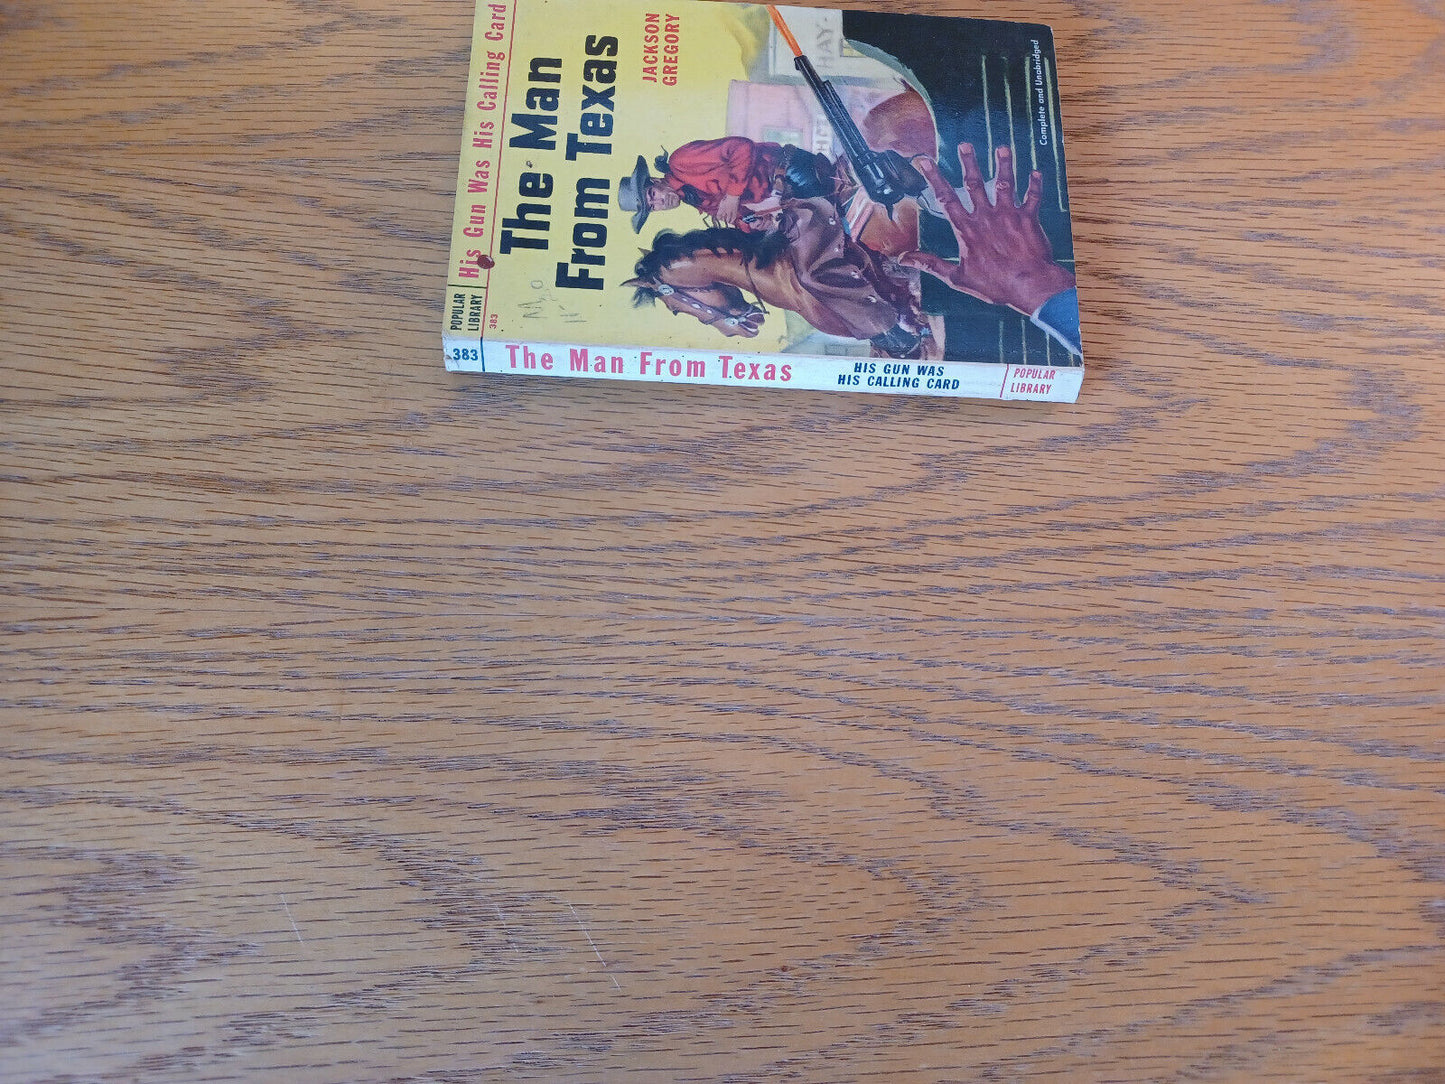 His Gun Was His Calling Card
POPULAR
LIBRARY
383
The Man
From Texas
JACKSON
GREGORY
HAY
Complete and Unabridged
383
The Man From Texas
HIS GUN WAS
HIS CALLING CARD
POPULAR
LIBRARY